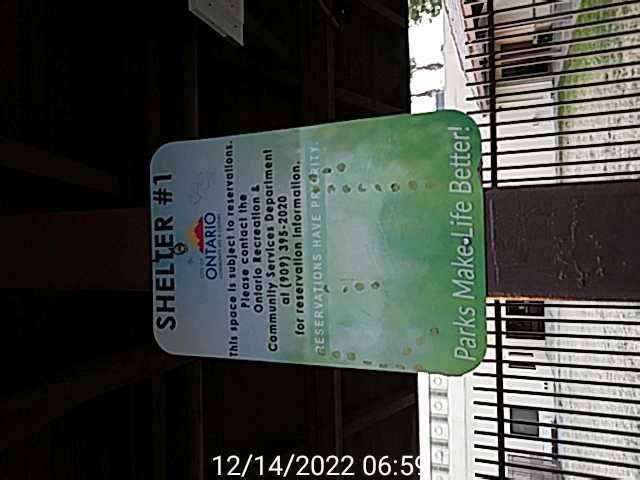 SHELTER #1
ONTARIO
This space is subject to reservations.
Please contact the
Ontario Recreation &
Community Services Department
at (909) 395-2020
for reservation information.
RESERVATIONS HAVE PRIORITY.
Parks Make Life Better!
12/14/2022 06:59